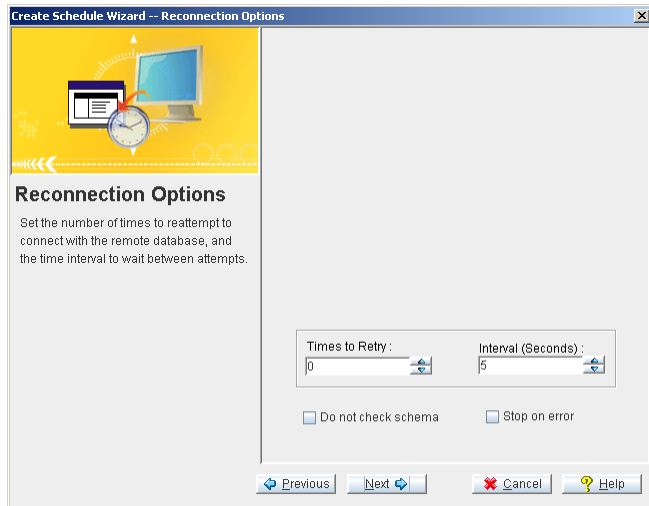 Create Schedule Wizard -- Reconnection Options
Reconnection Options
Set the number of times to reattempt to
connect with the remote database, and
the time interval to wait between attempts.
Times to Retry :
Interval (Seconds) :
0
5
Do not check schema
Stop on error
Previous
Next
Cancel
Help